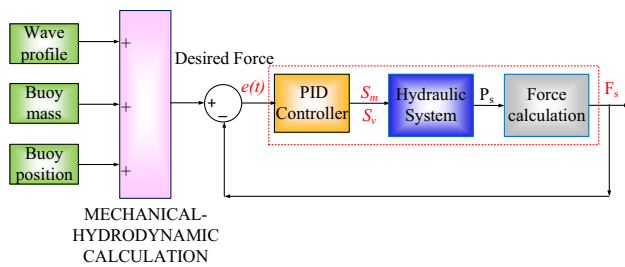 Wave
profile
+
Buoy
mass
+
Buoy
position
+
MECHANICAL-
HYDRODYNAMIC
CALCULATION
Desired Force
+
−
e(t)
PID
Controller
Sm
Sv
Hydraulic
System
Ps
Force
calculation
Fs